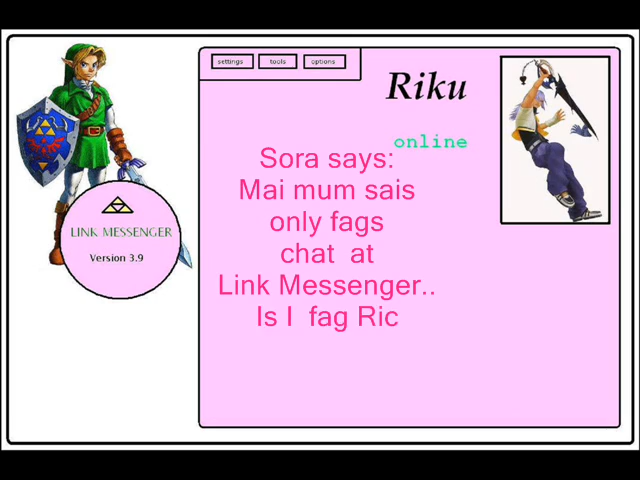 settings
tools
options
Riku
online
Sora says:
Mai mum sais
only fags
chat at
Link Messenger..
Is I fag Ric
LINK MESSENGER
Version 3.9